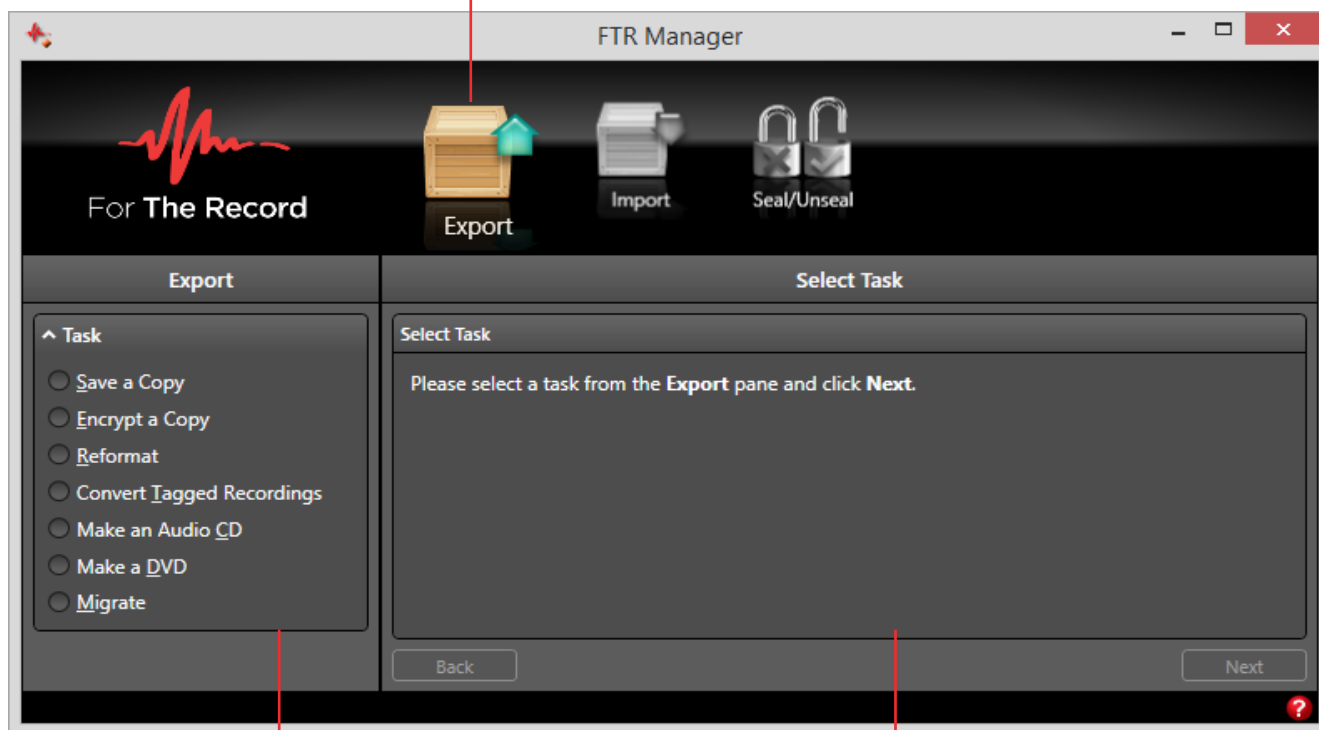 FTR Manager
For The Record
Export
Import
Seal/Unseal
Export
Select Task
Task
Save a Copy
Encrypt a Copy
Reformat
Convert Tagged Recordings
Make an Audio CD
Make a DVD
Migrate
Select Task
Please select a task from the Export pane and click Next.
Back
Next
?